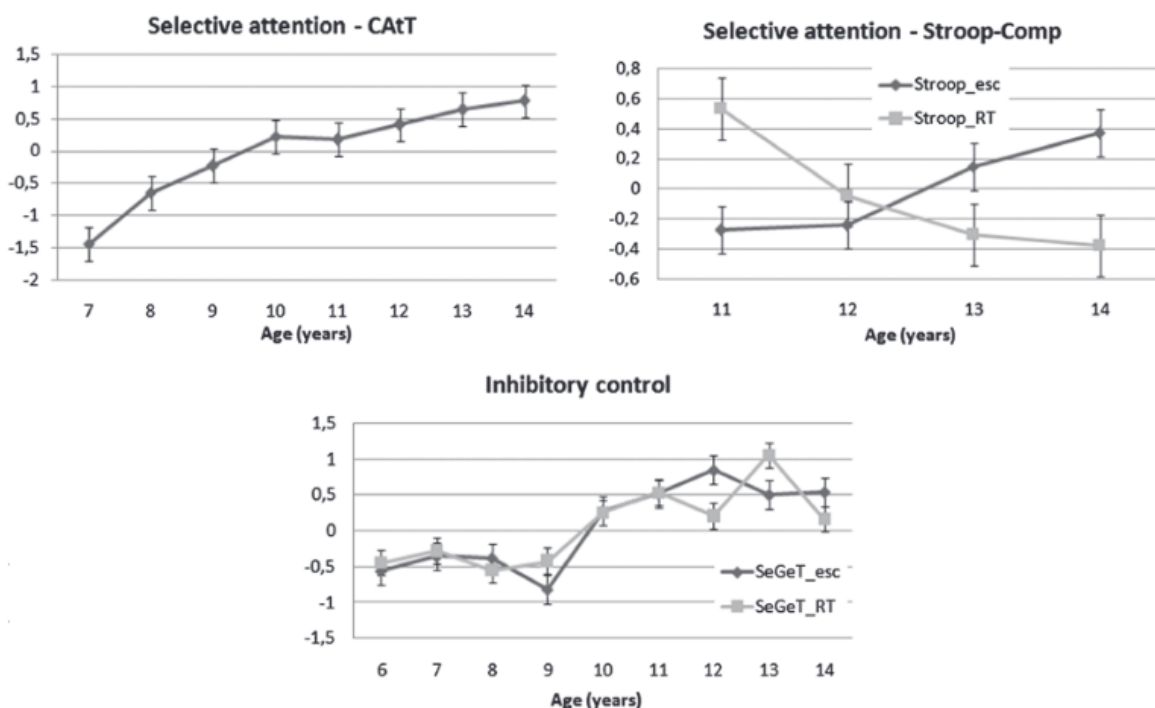 Selective attention - CAtT
1,5
1
0,5
0
-0,5
-1
-1,5
-2
7 8 9 10 11 12 13 14
Age (years)
Selective attention - Stroop-Comp
0,8
0,6
0,4
0,2
0
-0,2
-0,4
-0,6
Stroop_esc
Stroop_RT
11 12 13 14
Age (years)
Inhibitory control
1,5
1
0,5
0
-0,5
-1
-1,5
SeGeT_esc
SeGeT_RT
6 7 8 9 10 11 12 13 14
Age (years)